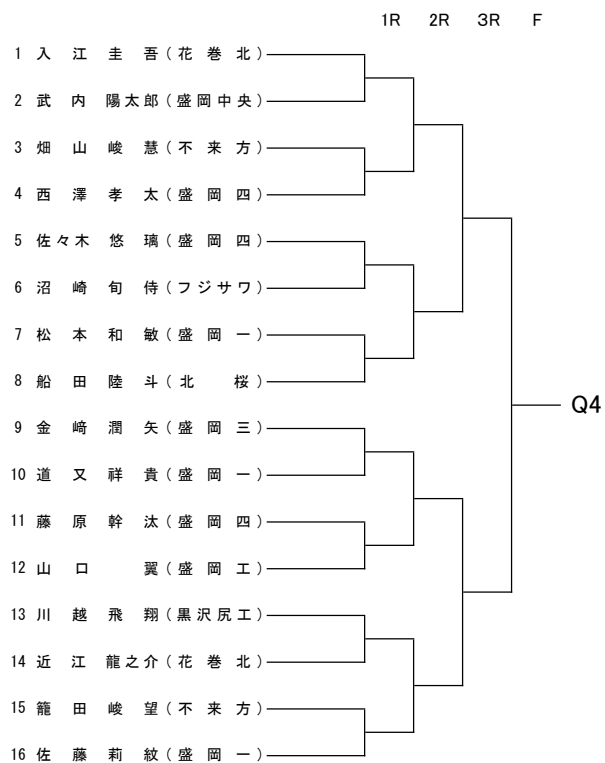 1R 2R 3R F
1 入江圭吾(花巻北)
2 武内陽太郎(盛岡中央)
3 畑山峻慧(不来方)
4 西澤孝太(盛岡四)
5 佐々木悠璃(盛岡四)
6 沼崎旬侍(フジサワ)
7 松本和敏(盛岡一)
8 船田陸斗(北桜)
Q4
9 金﨑潤矢(盛岡三)
10 道又祥貴(盛岡一)
11 藤原幹汰(盛岡四)
12 山口翼(盛岡工)
13 川越飛翔(黒沢尻工)
14 近江龍之介(花巻北)
15 籠田峻望(不来方)
16 佐藤莉紋(盛岡一)